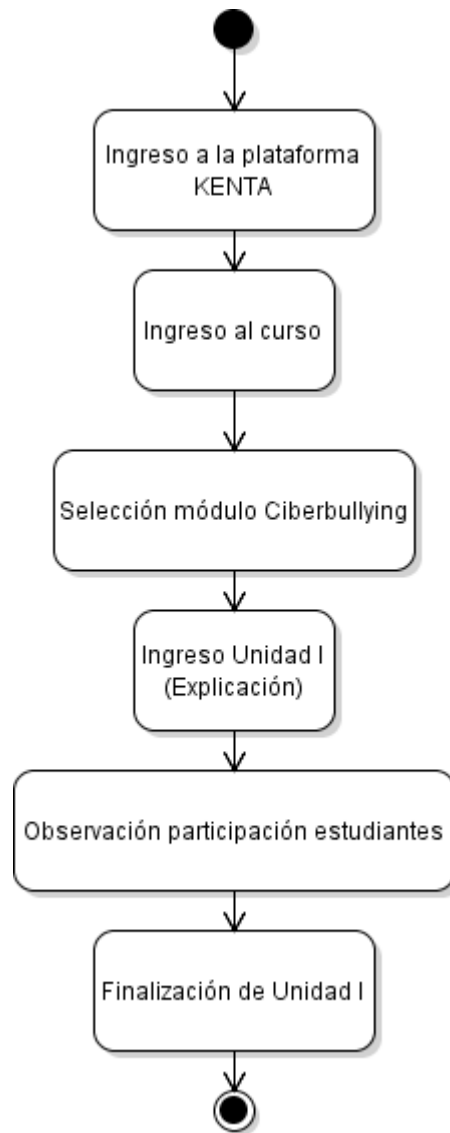 Ingreso a la plataforma
KENTA
Ingreso al curso
Selección módulo Ciberbullying
Ingreso Unidad I
(Explicación)
Observación participación estudiantes
Finalización de Unidad I